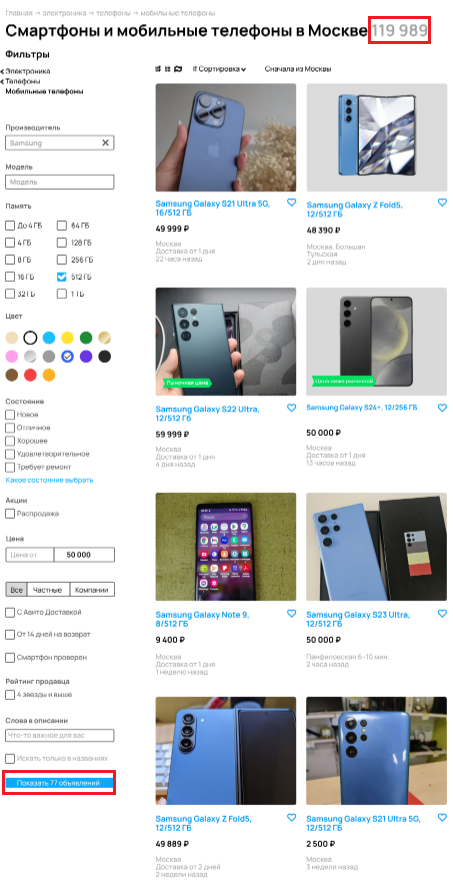 Главная → электроника → телефоны → мобильные телефоны
Смартфоны и мобильные телефоны в Москве 119 989
Фильтры
Электроника
Телефоны
Мобильные телефоны
Сортировка
Сначала из Москвы
Производитель
Samsung
Модель
Модель
Память
До 4 ГБ
64 ГБ
4 ГБ
128 ГБ
8 ГБ
256 ГБ
16 ГБ
512 ГБ
32 ГБ
1 ТБ
Цвет
Состояние
Новое
Отличное
Хорошее
Удовлетворительное
Требует ремонт
Какое состояние выбрать
Акции
Распродажа
Цена
Цена от
50 000
Все
Частные
Компании
С Авито Доставкой
От 14 дней на возврат
Смартфон проверен
Рейтинг продавца
4 звезды и выше
Слова в описании
Что-то важное для вас
Искать только в названиях
Показать 77 объявлений
Samsung Galaxy S21 Ultra 5G,
16/512 ГБ
49 999 ₽
Москва
Доставка от 1 дня
22 часа назад
Samsung Galaxy Z Fold5,
12/512 ГБ
48 390 ₽
Москва, Большая
Тульская
2 дня назад
Рыночная цена
Samsung Galaxy S22 Ultra,
12/512 ГБ
59 999 ₽
Москва
Доставка от 1 дня
4 дня назад
Цена ниже рыночной
Samsung Galaxy S24+, 12/256 ГБ
50 000 ₽
Москва
Доставка от 1 дня
13 часов назад
Samsung Galaxy Note 9,
8/512 ГБ
9 400 ₽
Москва
Доставка от 1 дня
1 неделю назад
Samsung Galaxy S23 Ultra,
12/512 ГБ
50 000 ₽
Панфиловская 6–10 мин.
2 часа назад
Samsung Galaxy Z Fold5,
12/512 ГБ
49 889 ₽
Москва
Доставка от 2 дней
2 недели назад
Samsung Galaxy S21 Ultra 5G,
12/512 ГБ
2 500 ₽
Москва
3 недели назад